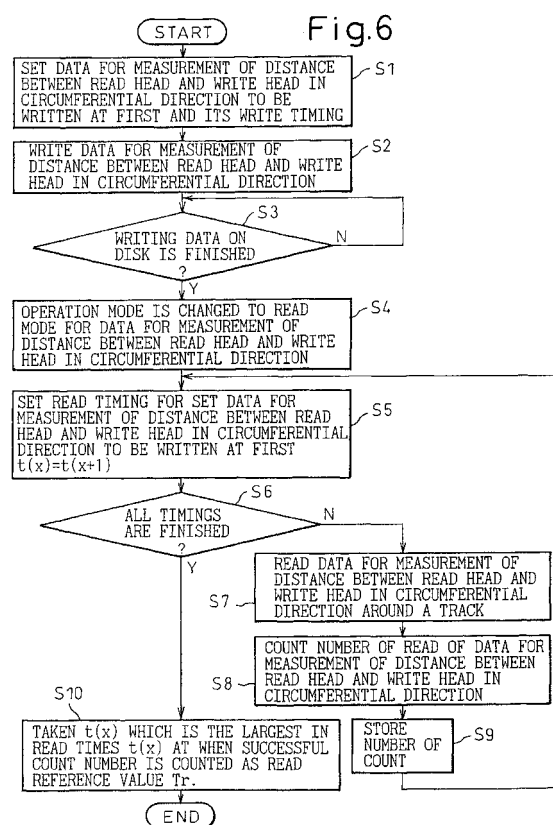 Fig.6
START
SET DATA FOR MEASUREMENT OF DISTANCE
BETWEEN READ HEAD AND WRITE HEAD IN
CIRCUMFERENTIAL DIRECTION TO BE
WRITTEN AT FIRST AND ITS WRITE TIMING
S1
WRITE DATA FOR MEASUREMENT OF
DISTANCE BETWEEN READ HEAD AND WRITE
HEAD IN CIRCUMFERENTIAL DIRECTION
S2
S3
WRITING DATA ON
DISK IS FINISHED
?
N
Y
OPERATION MODE IS CHANGED TO READ
MODE FOR DATA FOR MEASUREMENT OF
DISTANCE BETWEEN READ HEAD AND WRITE
HEAD IN CIRCUMFERENTIAL DIRECTION
S4
SET READ TIMING FOR SET DATA FOR
MEASUREMENT OF DISTANCE BETWEEN READ
HEAD AND WRITE HEAD IN CIRCUMFERENTIAL
DIRECTION TO BE WRITTEN AT FIRST
t(x)=t(x+1)
S5
S6
ALL TIMINGS
ARE FINISHED
?
N
Y
READ DATA FOR MEASUREMENT OF
DISTANCE BETWEEN READ HEAD AND
WRITE HEAD IN CIRCUMFERENTIAL
DIRECTION AROUND A TRACK
S7
COUNT NUMBER OF READ OF DATA FOR
MEASUREMENT OF DISTANCE BETWEEN
READ HEAD AND WRITE HEAD IN
CIRCUMFERENTIAL DIRECTION
S8
STORE
NUMBER OF
COUNT
S9
S10
TAKEN t(x) WHICH IS THE LARGEST IN
READ TIMES t(x) AT WHEN SUCCESSFUL
COUNT NUMBER IS COUNTED AS READ
REFERENCE VALUE Tr.
END